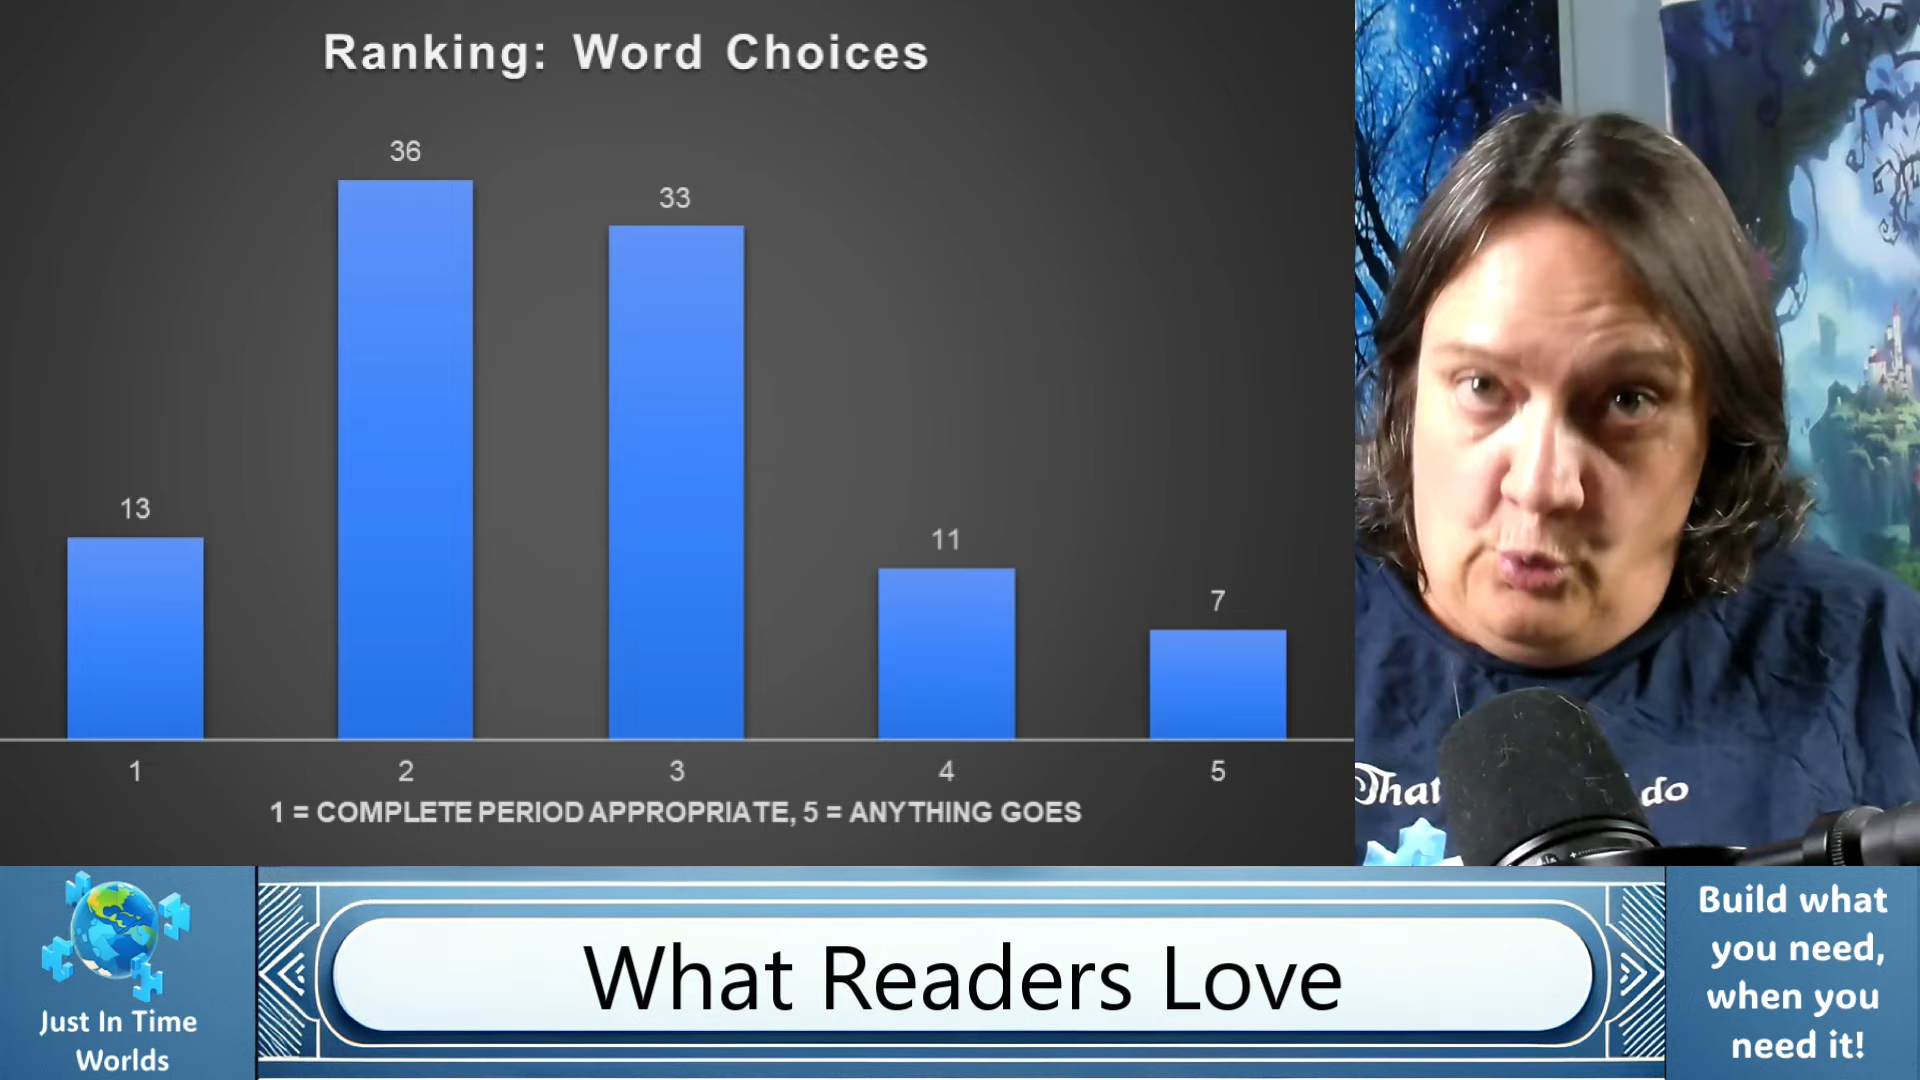 Ranking: Word Choices
36
33
13
11
7
1 2 3 4 5
1 = COMPLETE PERIOD APPROPRIATE, 5 = ANYTHING GOES
That do
What Readers Love
Just In Time
Worlds
Build what
you need,
when you
need it!